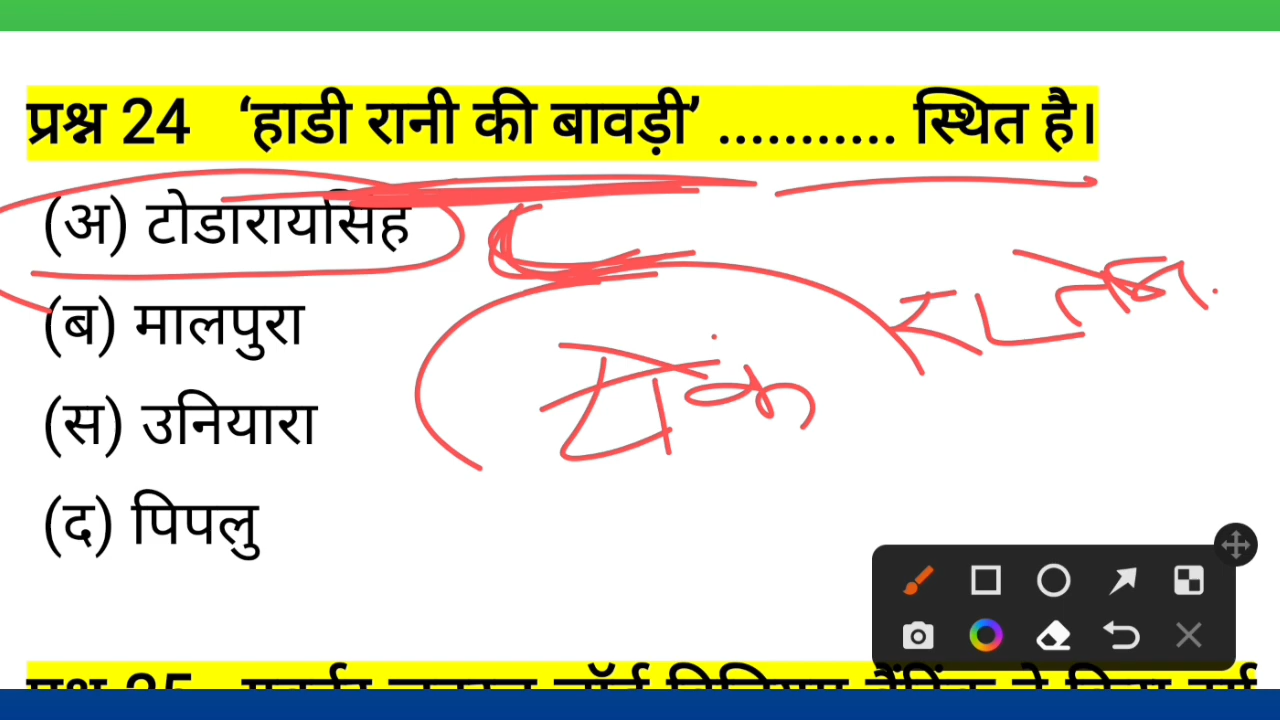 प्रश्न 24 ‘हाडी रानी की बावड़ी’ ........... स्थित है।
(अ) टोडारायसिंह
(ब) मालपुरा
(स) उनियारा
(द) पिपलु
टोंक